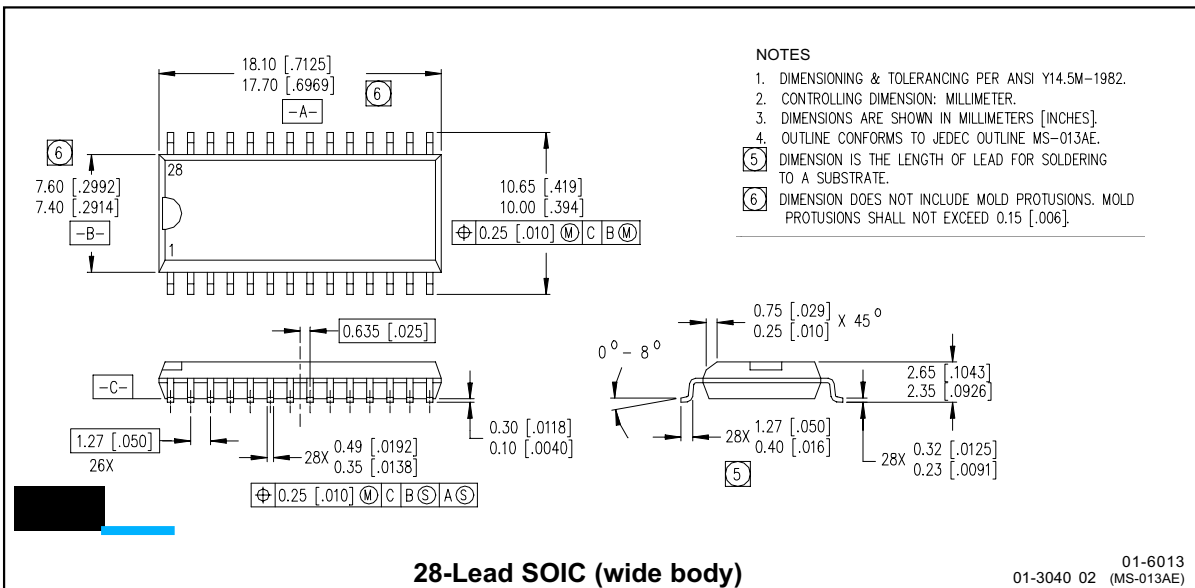 18.10 [.7125]
17.70 [.6969]
-A-
6
NOTES
1. DIMENSIONING & TOLERANCING PER ANSI Y14.5M-1982.
2. CONTROLLING DIMENSION: MILLIMETER.
3. DIMENSIONS ARE SHOWN IN MILLIMETERS [INCHES].
4. OUTLINE CONFORMS TO JEDEC OUTLINE MS-013AE.
5 DIMENSION IS THE LENGTH OF LEAD FOR SOLDERING
TO A SUBSTRATE.
6 DIMENSION DOES NOT INCLUDE MOLD PROTUSIONS. MOLD
PROTUSIONS SHALL NOT EXCEED 0.15 [.006].
6
7.60 [.2992]
7.40 [.2914]
-B-
28
1
10.65 [.419]
10.00 [.394]
⌖ 0.25 [.010] Ⓜ C B Ⓜ
0.635 [.025]
-C-
1.27 [.050]
26X
28X 0.49 [.0192]
0.35 [.0138]
⌖ 0.25 [.010] Ⓜ C B Ⓢ A Ⓢ
0.30 [.0118]
0.10 [.0040]
0.75 [.029]
0.25 [.010] X 45°
0° - 8°
2.65 [.1043]
2.35 [.0926]
28X 1.27 [.050]
0.40 [.016]
5
28X 0.32 [.0125]
0.23 [.0091]
28-Lead SOIC (wide body)
01-6013
01-3040 02 (MS-013AE)